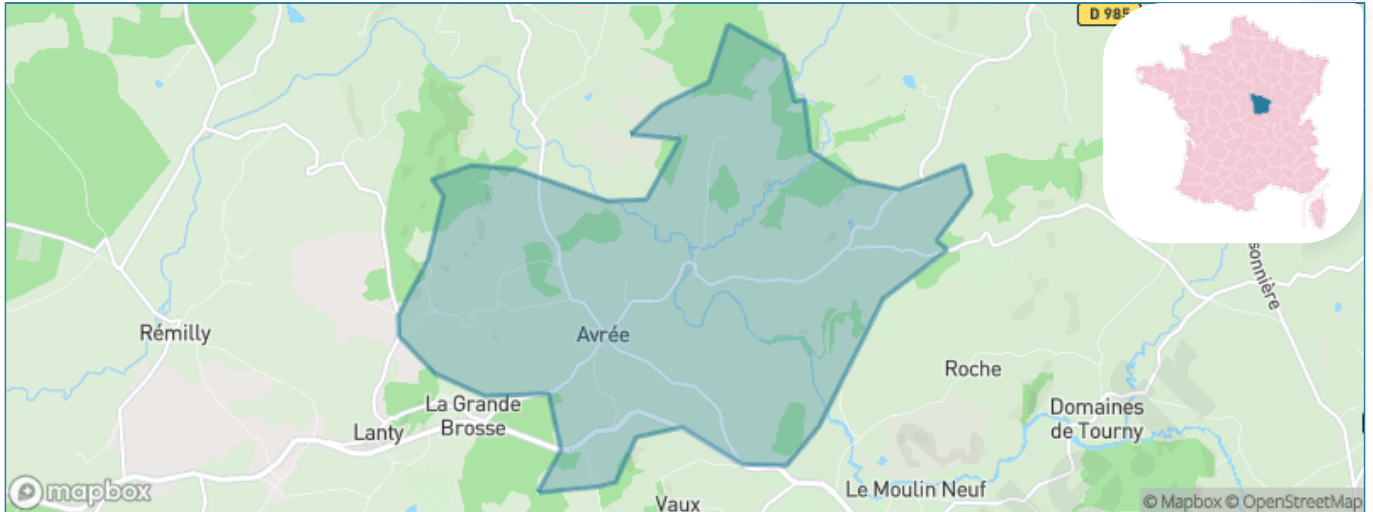 D 985
sonnière
Rémilly
Avrée
Roche
La Grande
Brosse
Lanty
Domaines
de Tourny
Le Moulin Neuf
Vaux
mapbox
© Mapbox © OpenStreetMap